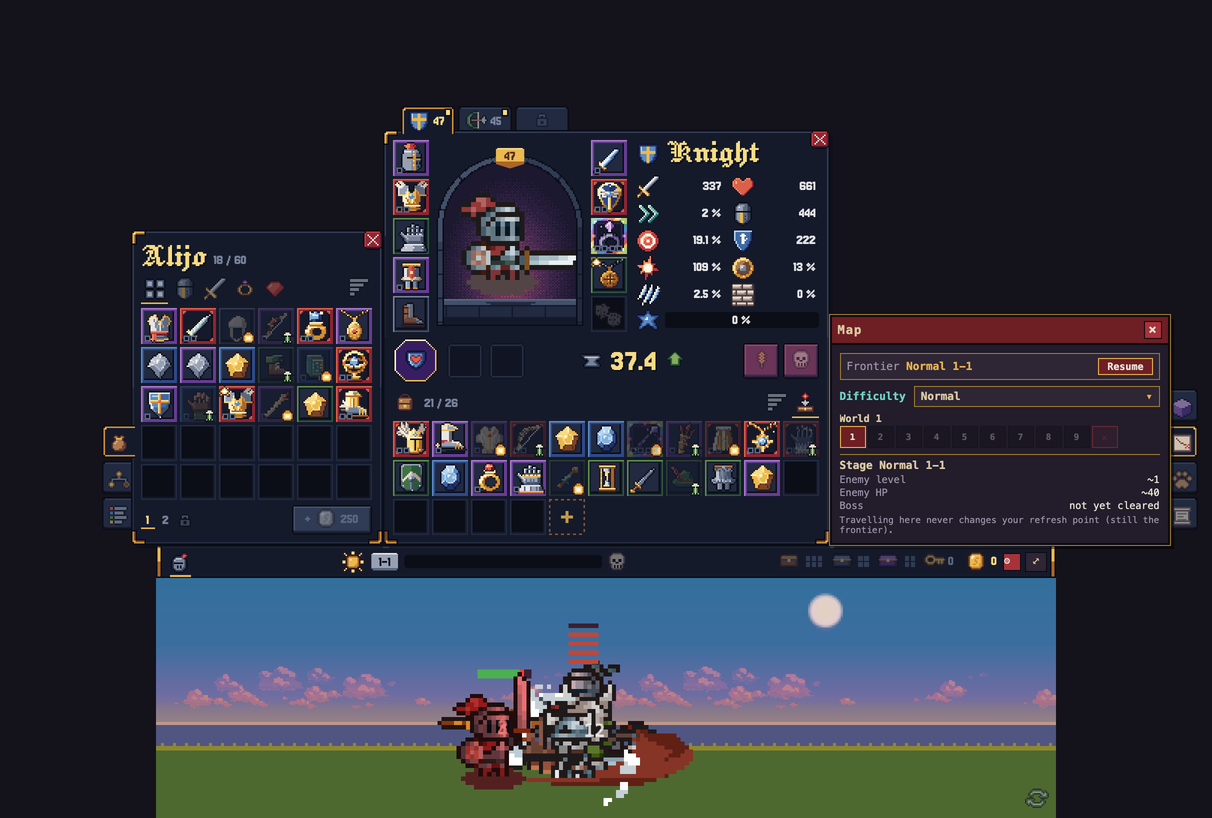 47
45
47
Knight
337
661
2 %
444
19.1 %
222
109 %
13 %
2.5 %
0 %
0 %
Alijo 18 / 60
37.4
21 / 26
1 2
+ 250
Map
Frontier Normal 1-1 Resume
Difficulty Normal
World 1
1 2 3 4 5 6 7 8 9
Stage Normal 1-1
Enemy level ~1
Enemy HP ~40
Boss not yet cleared
Travelling here never changes your refresh point (still the
frontier).
1-1
0
0
12